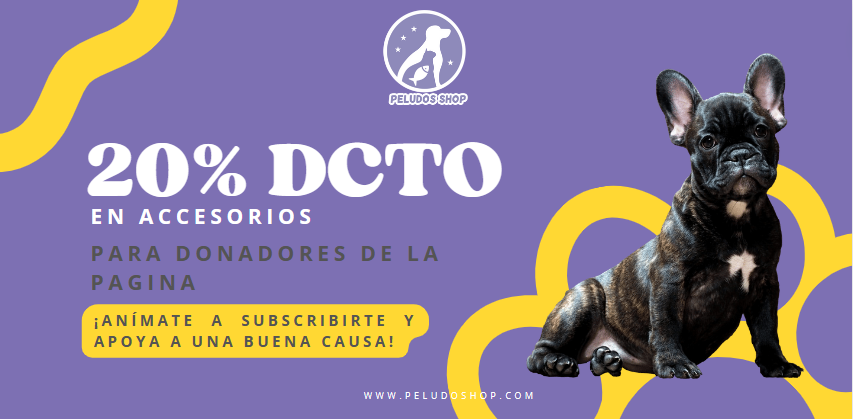 PELUDOS SHOP
20% DCTO
EN ACCESORIOS
PARA DONADORES DE LA
PAGINA
¡ANÍMATE A SUBSCRIBIRTE Y
APOYA A UNA BUENA CAUSA!
WWW.PELUDOSHOP.COM